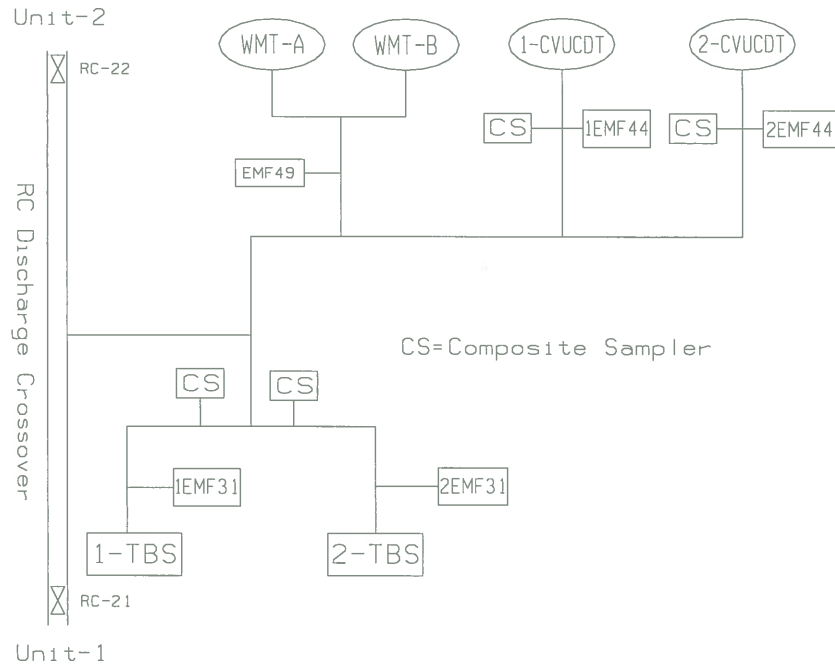 Unit-2
WMT-A
WMT-B
1-CVUCDT
2-CVUCDT
RC-22
CS
1EMF44
CS
2EMF44
EMF49
RC Discharge Crossover
CS=Composite Sampler
CS
CS
1EMF31
2EMF31
1-TBS
2-TBS
RC-21
Unit-1